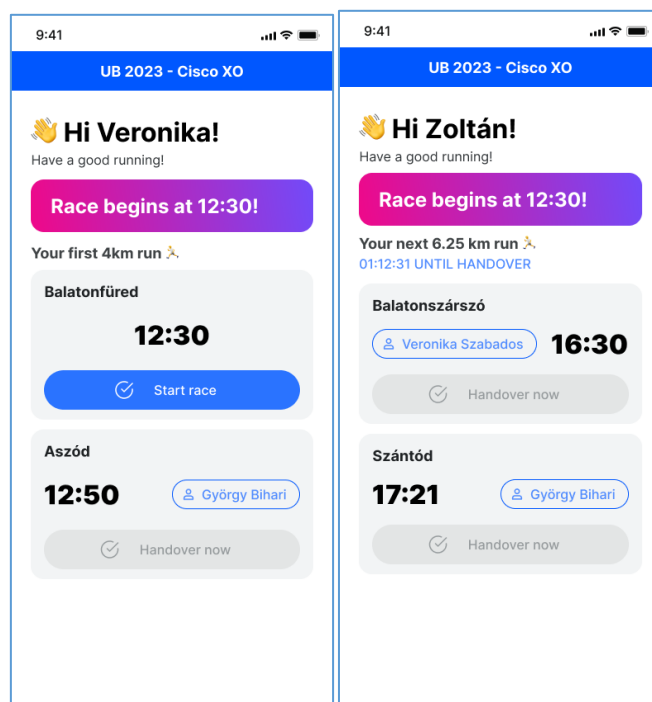 9:41
UB 2023 - Cisco XO
👋 Hi Veronika!
Have a good running!
Race begins at 12:30!
Your first 4km run 🏃
Balatonfüred
12:30
Start race
Aszód
12:50
György Bihari
Handover now
9:41
UB 2023 - Cisco XO
👋 Hi Zoltán!
Have a good running!
Race begins at 12:30!
Your next 6.25 km run 🏃
01:12:31 UNTIL HANDOVER
Balatonszárszó
Veronika Szabados
16:30
Handover now
Szántód
17:21
György Bihari
Handover now